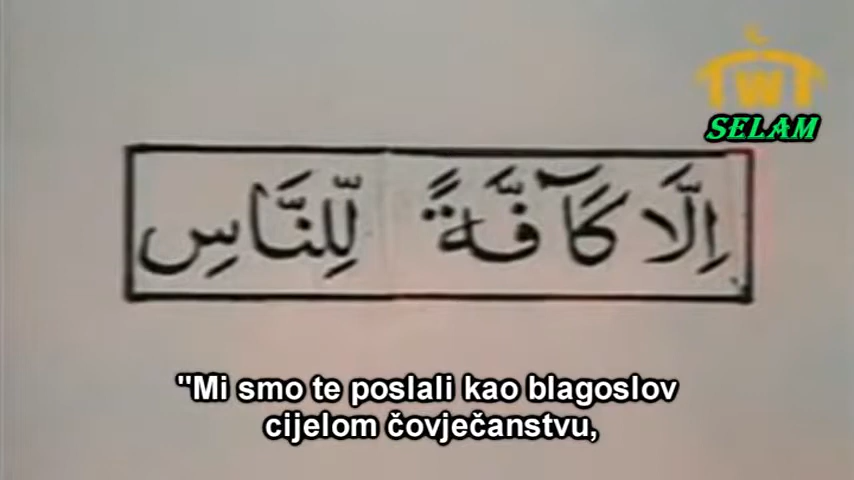 W
SELAM
اِلَّا كَآفَّةً لِّلنَّاسِ
"Mi smo te poslali kao blagoslov
cijelom čovječanstvu,